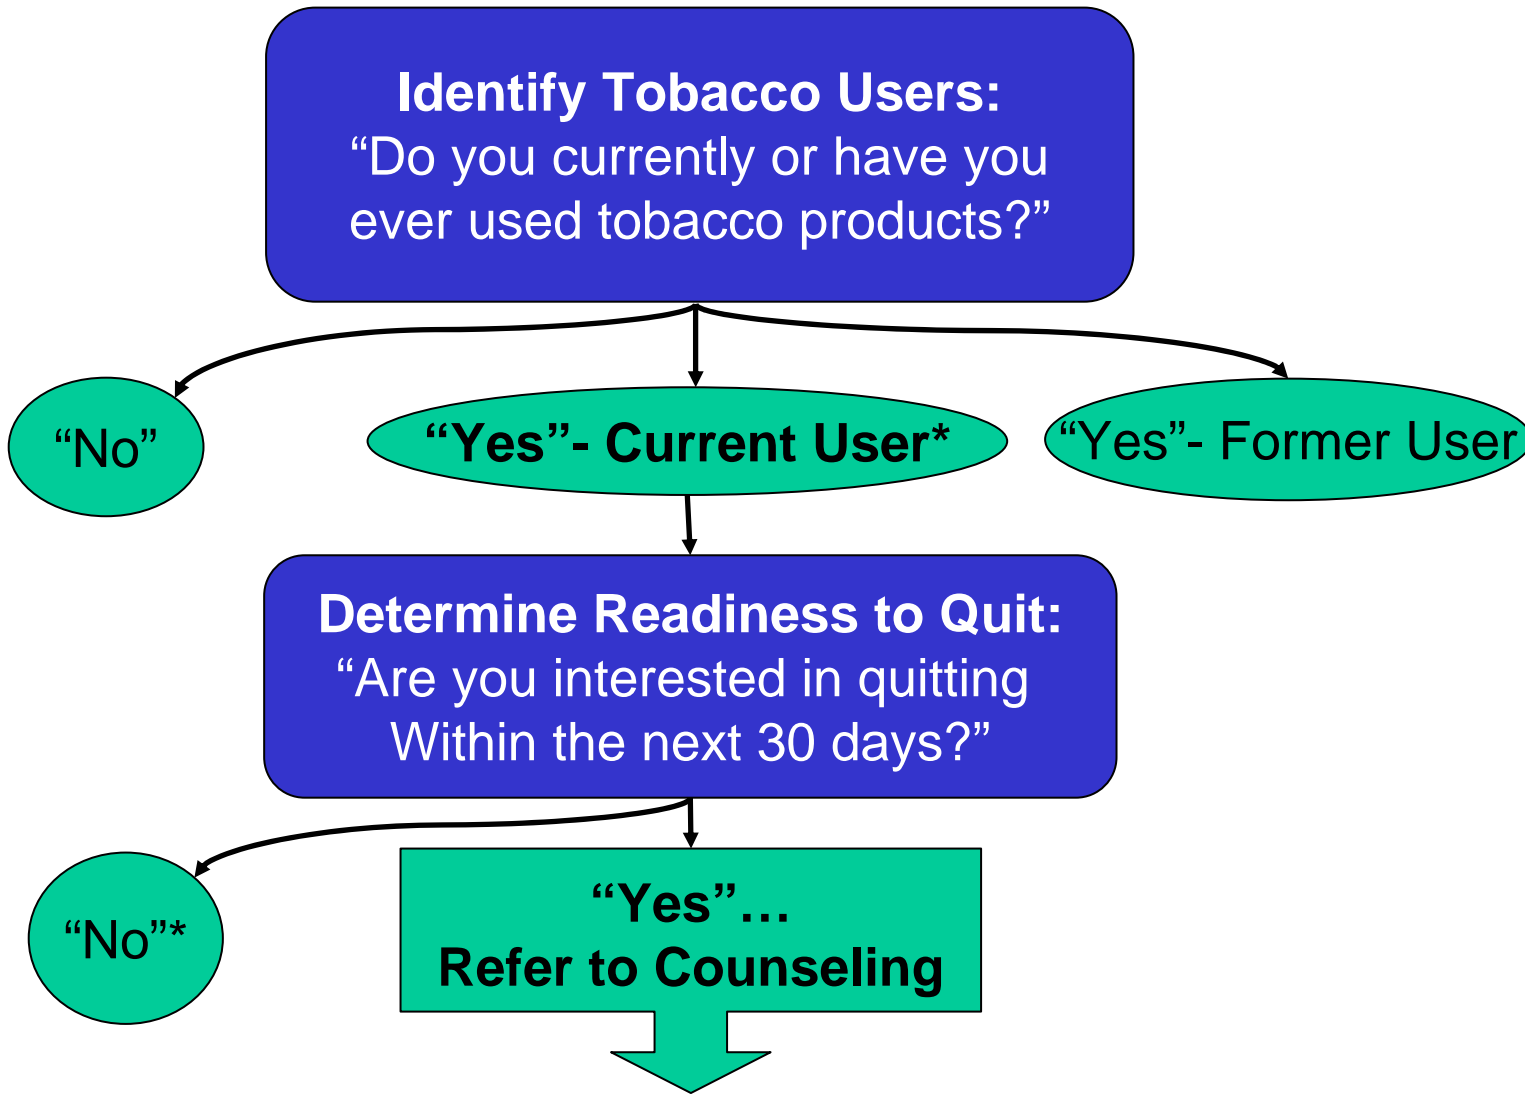 Identify Tobacco Users:
“Do you currently or have you
ever used tobacco products?”
“No”
“Yes”- Current User*
“Yes”- Former User
Determine Readiness to Quit:
“Are you interested in quitting
Within the next 30 days?”
“No”*
“Yes”…
Refer to Counseling